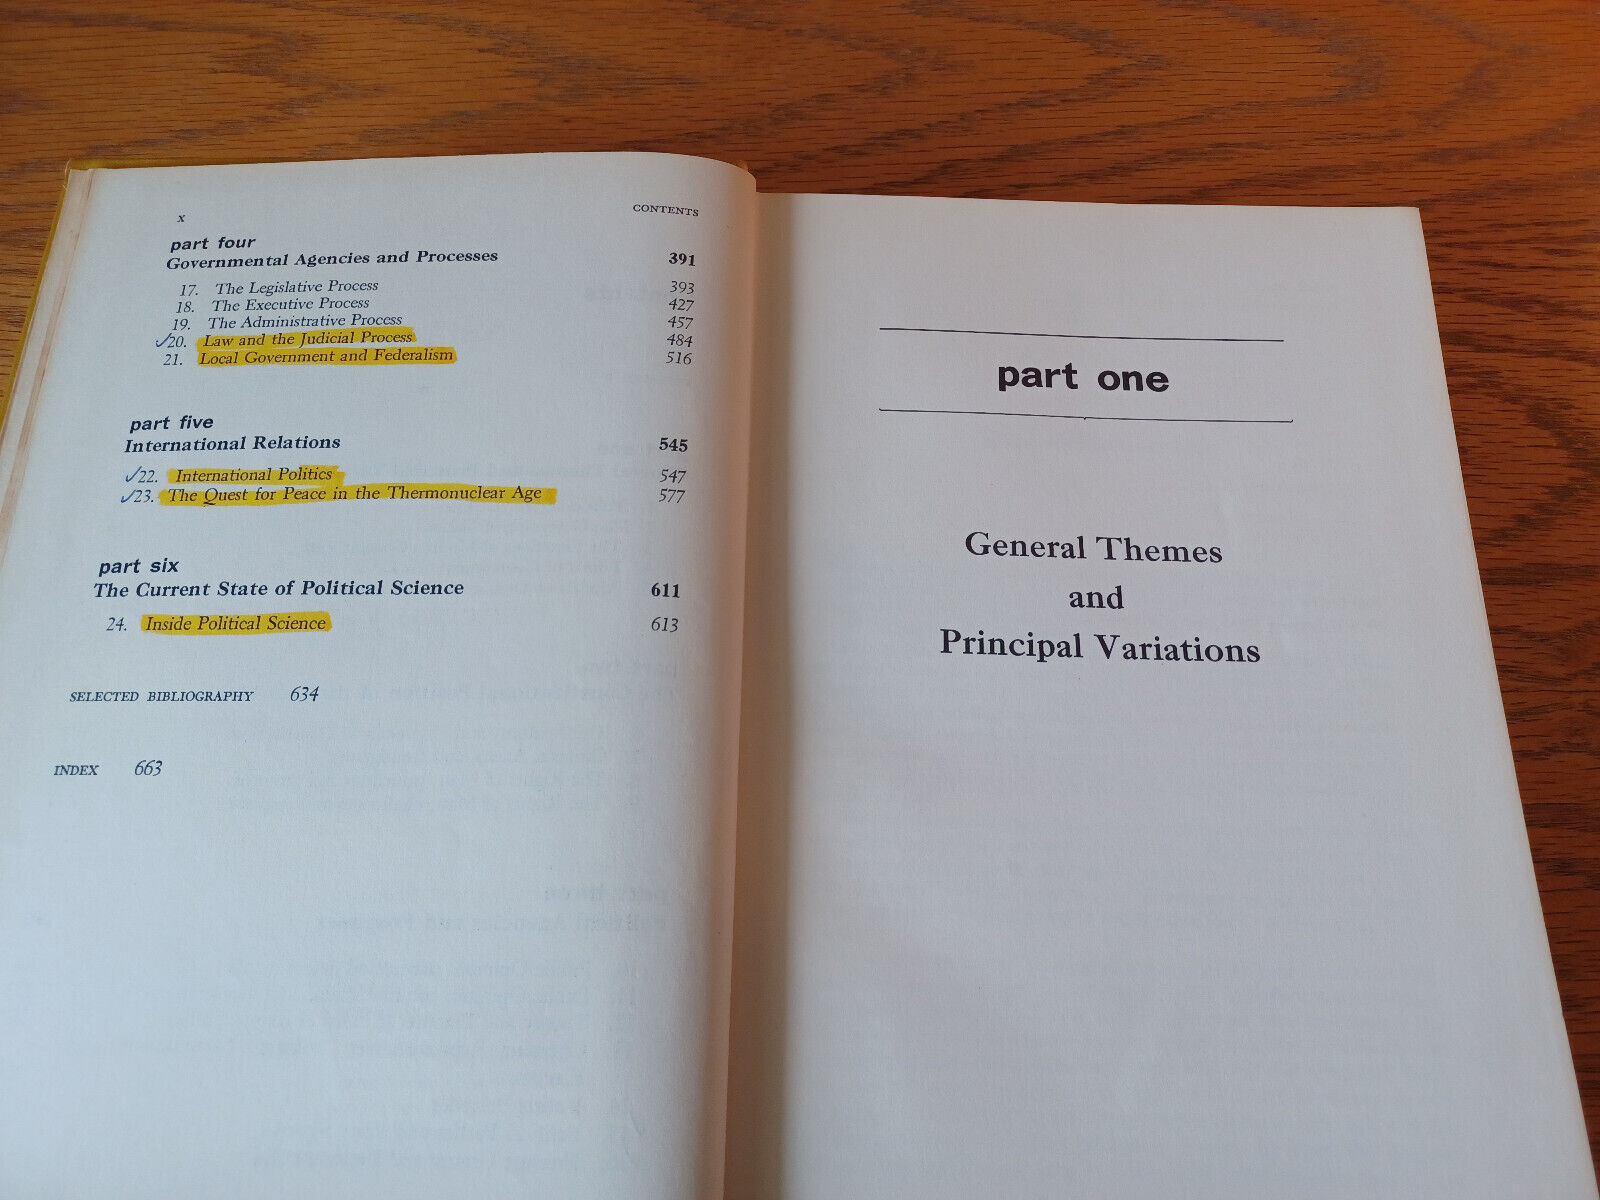 x CONTENTS
part four
Governmental Agencies and Processes 391
17. The Legislative Process 393
18. The Executive Process 427
19. The Administrative Process 457
✓20. Law and the Judicial Process 484
21. Local Government and Federalism 516
part five
International Relations 545
✓22. International Politics 547
✓23. The Quest for Peace in the Thermonuclear Age 577
part six
The Current State of Political Science 611
24. Inside Political Science 613
SELECTED BIBLIOGRAPHY 634
INDEX 663
part one
General Themes
and
Principal Variations